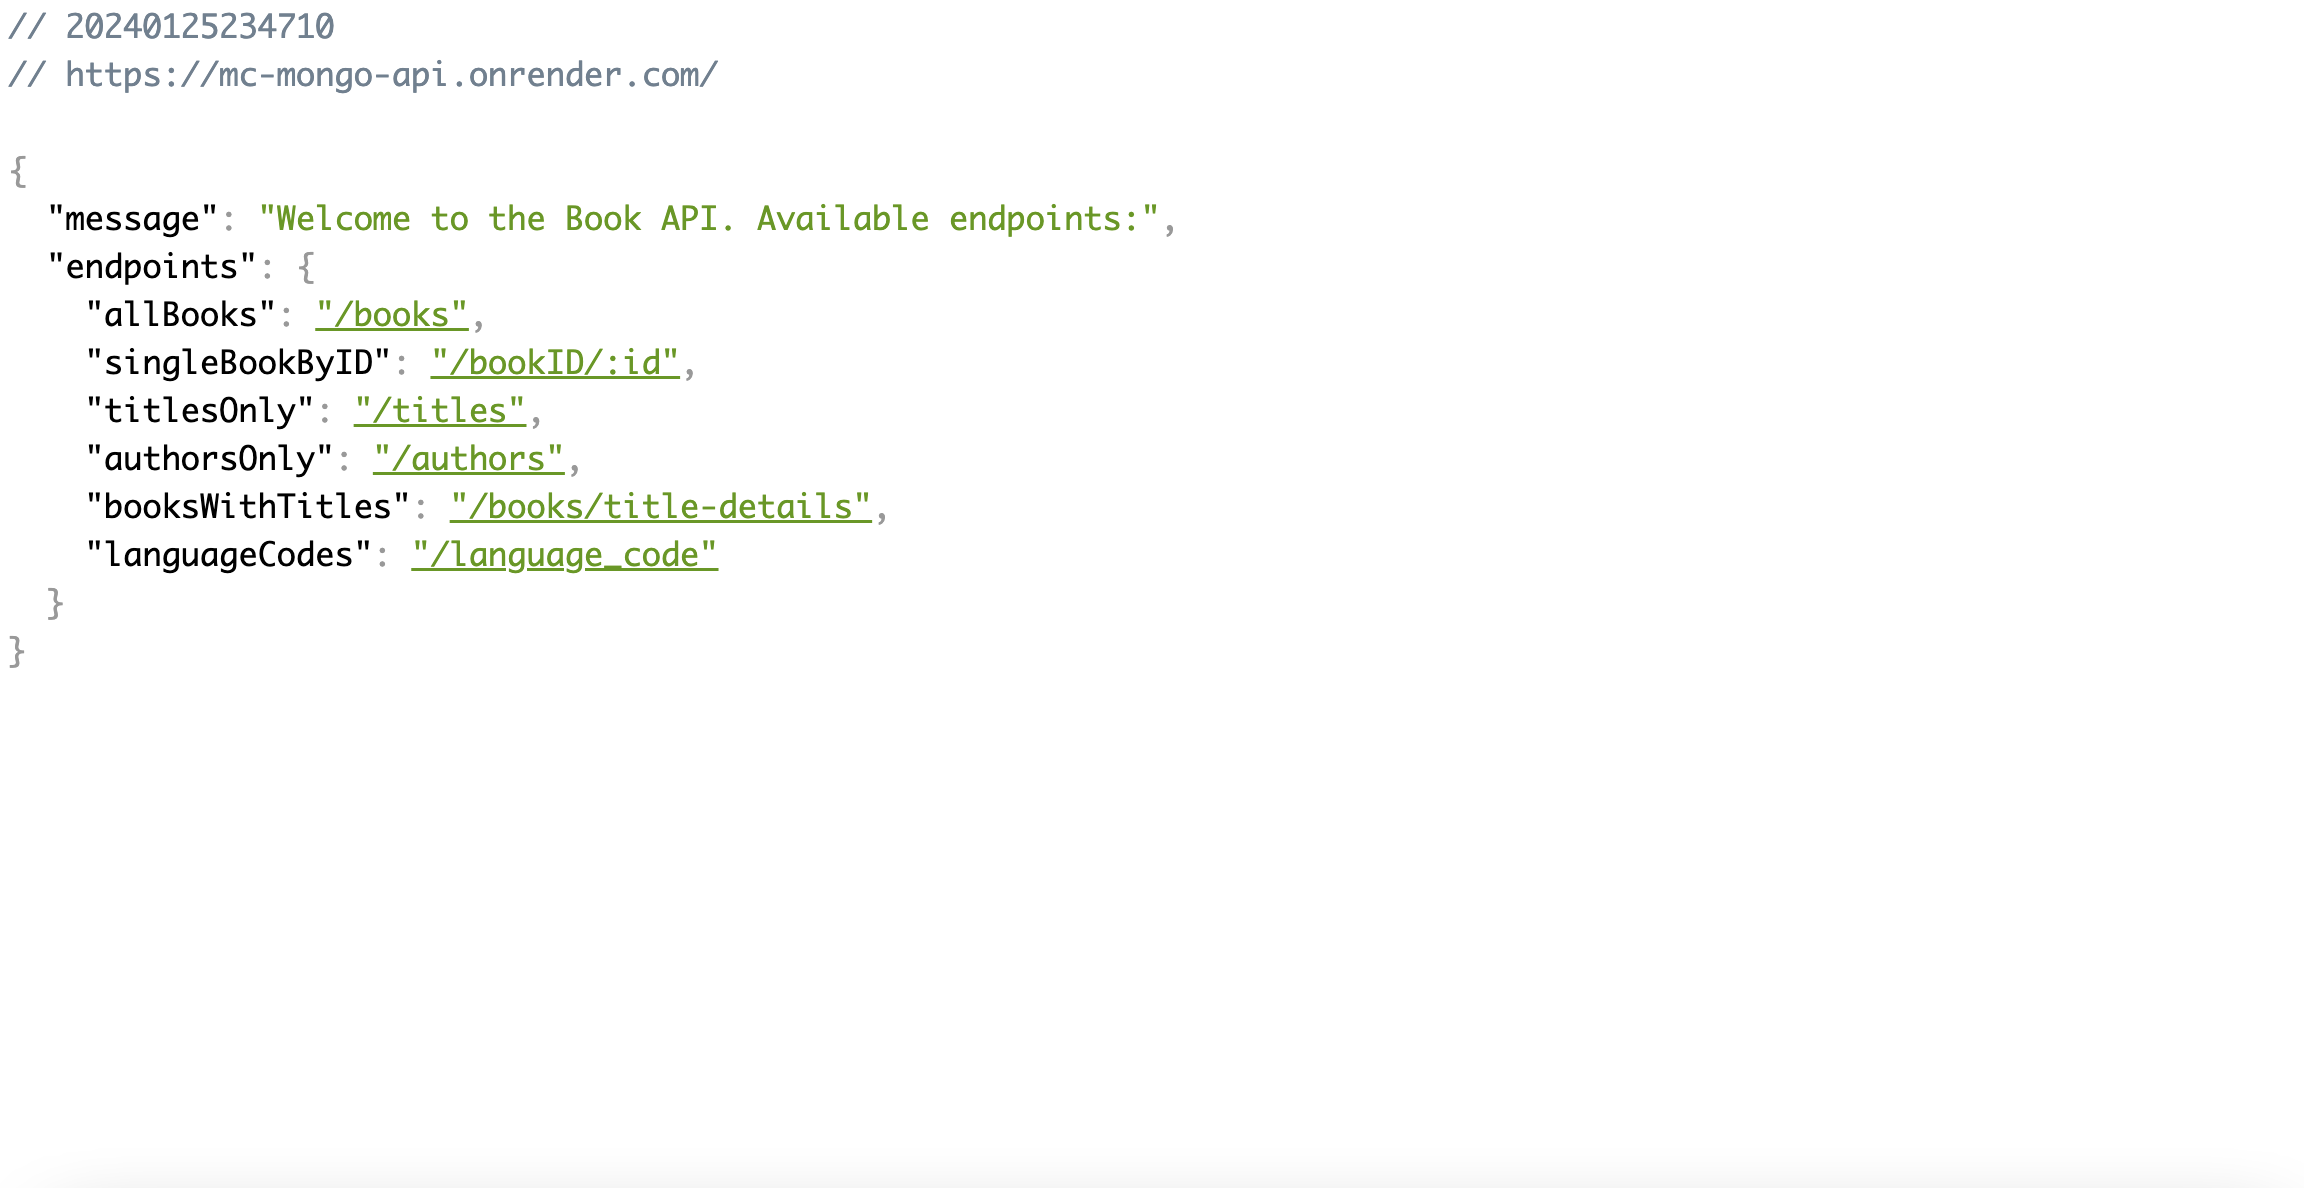 // 20240125234710
// https://mc-mongo-api.onrender.com/
{
"message": "Welcome to the Book API. Available endpoints:",
"endpoints": {
"allBooks": "/books",
"singleBookByID": "/bookID/:id",
"titlesOnly": "/titles",
"authorsOnly": "/authors",
"booksWithTitles": "/books/title-details",
"languageCodes": "/language_code"
}
}